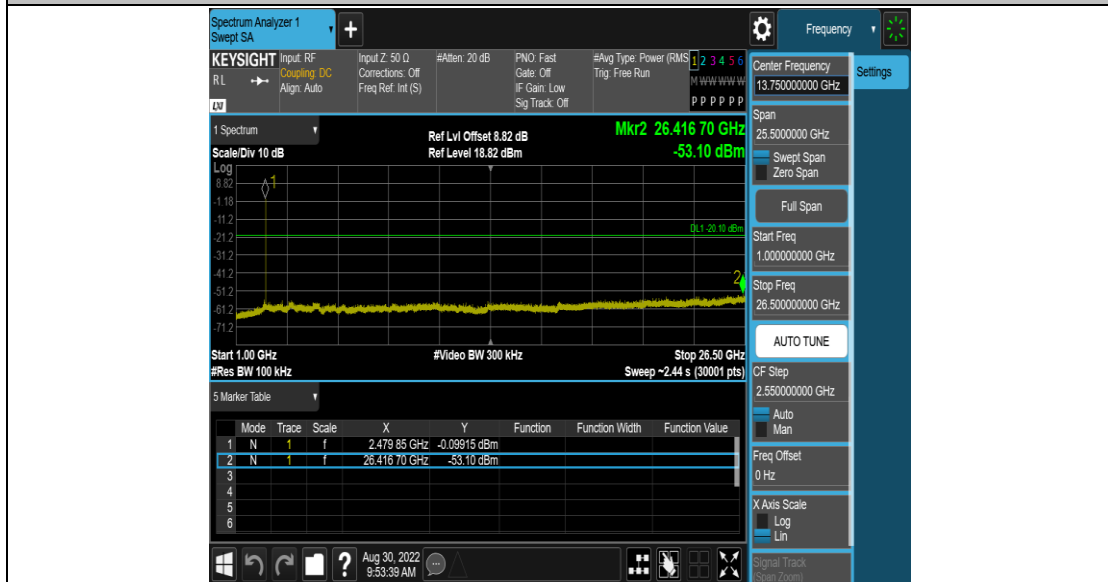 Spectrum Analyzer 1
Swept SA
+
Frequency
KEYSIGHT
RL
LXI
Input: RF
Coupling: DC
Align: Auto
Input Z: 50 Ω
Corrections: Off
Freq Ref: Int (S)
#Atten: 20 dB
PNO: Fast
Gate: Off
IF Gain: Low
Sig Track: Off
#Avg Type: Power (RMS
Trig: Free Run
1 2 3 4 5 6
M W W W W W
P P P P P P
1 Spectrum
Scale/Div 10 dB
Log
Ref Lvl Offset 8.82 dB
Ref Level 18.82 dBm
Mkr2 26.416 70 GHz
-53.10 dBm
8.82
-1.18
-11.2
-21.2
-31.2
-41.2
-51.2
-61.2
-71.2
1
DL1 -20.10 dBm
2
Start 1.00 GHz
#Res BW 100 kHz
#Video BW 300 kHz
Stop 26.50 GHz
Sweep ~2.44 s (30001 pts)
5 Marker Table
Mode Trace Scale X Y Function Function Width Function Value
1 N 1 f 2.479 85 GHz -0.09915 dBm
2 N 1 f 26.416 70 GHz -53.10 dBm
3
4
5
6
Aug 30, 2022
9:53:39 AM
?
Center Frequency
13.750000000 GHz
Settings
Span
25.5000000 GHz
Swept Span
Zero Span
Full Span
Start Freq
1.000000000 GHz
Stop Freq
26.500000000 GHz
AUTO TUNE
CF Step
2.550000000 GHz
Auto
Man
Freq Offset
0 Hz
X Axis Scale
Log
Lin
Signal Track
(Span Zoom)